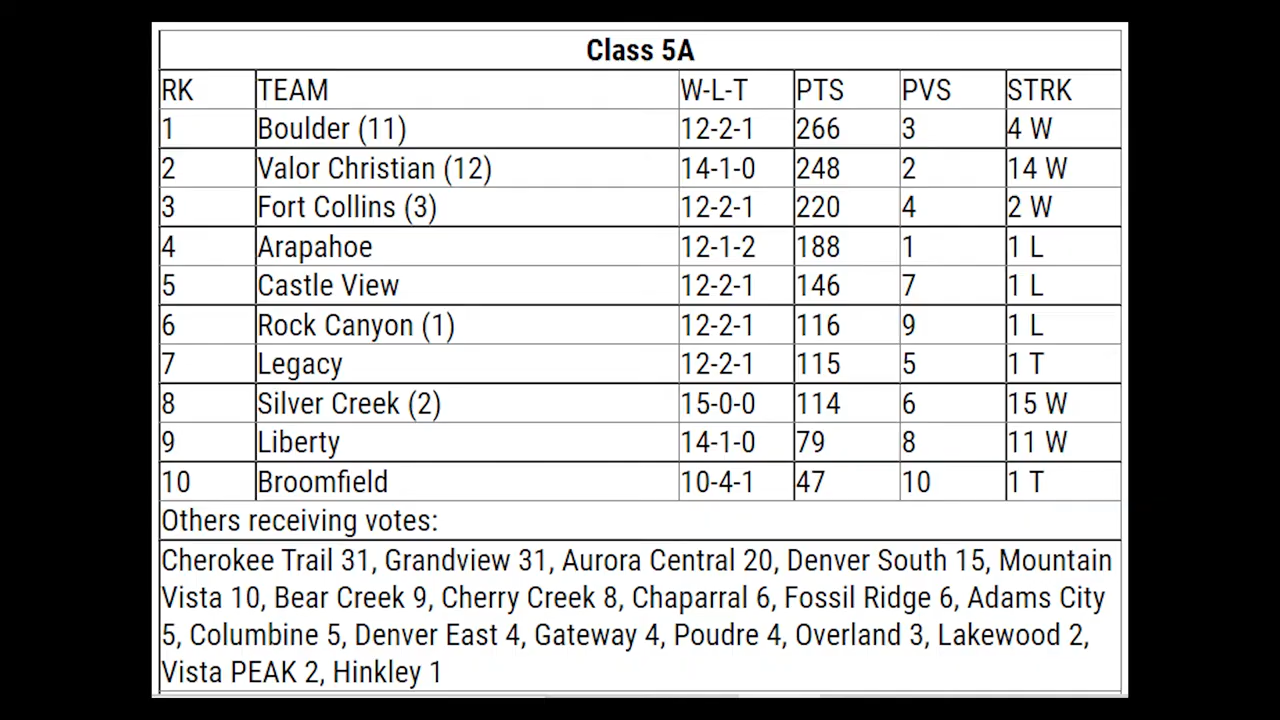 Class 5A
RK TEAM W-L-T PTS PVS STRK
1 Boulder (11) 12-2-1 266 3 4 W
2 Valor Christian (12) 14-1-0 248 2 14 W
3 Fort Collins (3) 12-2-1 220 4 2 W
4 Arapahoe 12-1-2 188 1 1 L
5 Castle View 12-2-1 146 7 1 L
6 Rock Canyon (1) 12-2-1 116 9 1 L
7 Legacy 12-2-1 115 5 1 T
8 Silver Creek (2) 15-0-0 114 6 15 W
9 Liberty 14-1-0 79 8 11 W
10 Broomfield 10-4-1 47 10 1 T
Others receiving votes:
Cherokee Trail 31, Grandview 31, Aurora Central 20, Denver South 15, Mountain
Vista 10, Bear Creek 9, Cherry Creek 8, Chaparral 6, Fossil Ridge 6, Adams City
5, Columbine 5, Denver East 4, Gateway 4, Poudre 4, Overland 3, Lakewood 2,
Vista PEAK 2, Hinkley 1